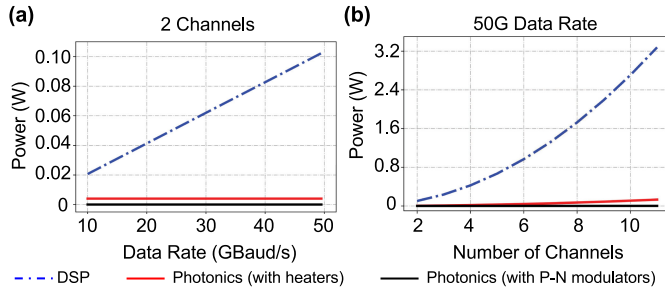 (a)
2 Channels
Power (W)
0.10
0.08
0.06
0.04
0.02
0
10
20
30
40
50
Data Rate (GBaud/s)
(b)
50G Data Rate
Power (W)
3.2
2.4
1.6
0.8
0
2
4
6
8
10
Number of Channels
DSP
Photonics (with heaters)
Photonics (with P-N modulators)